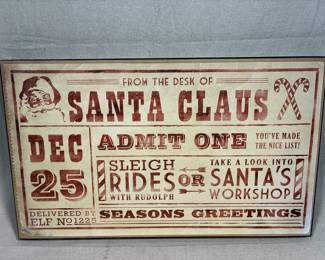 FROM THE DESK OF
SANTA CLAUS
DEC
25
DELIVERED BY
ELF Nº1225
ADMIT ONE
YOU'VE MADE
THE NICE LIST!
SLEIGH
RIDES
WITH RUDOLPH
OR
TAKE A LOOK INTO
SANTA'S
WORKSHOP
SEASONS GREETINGS